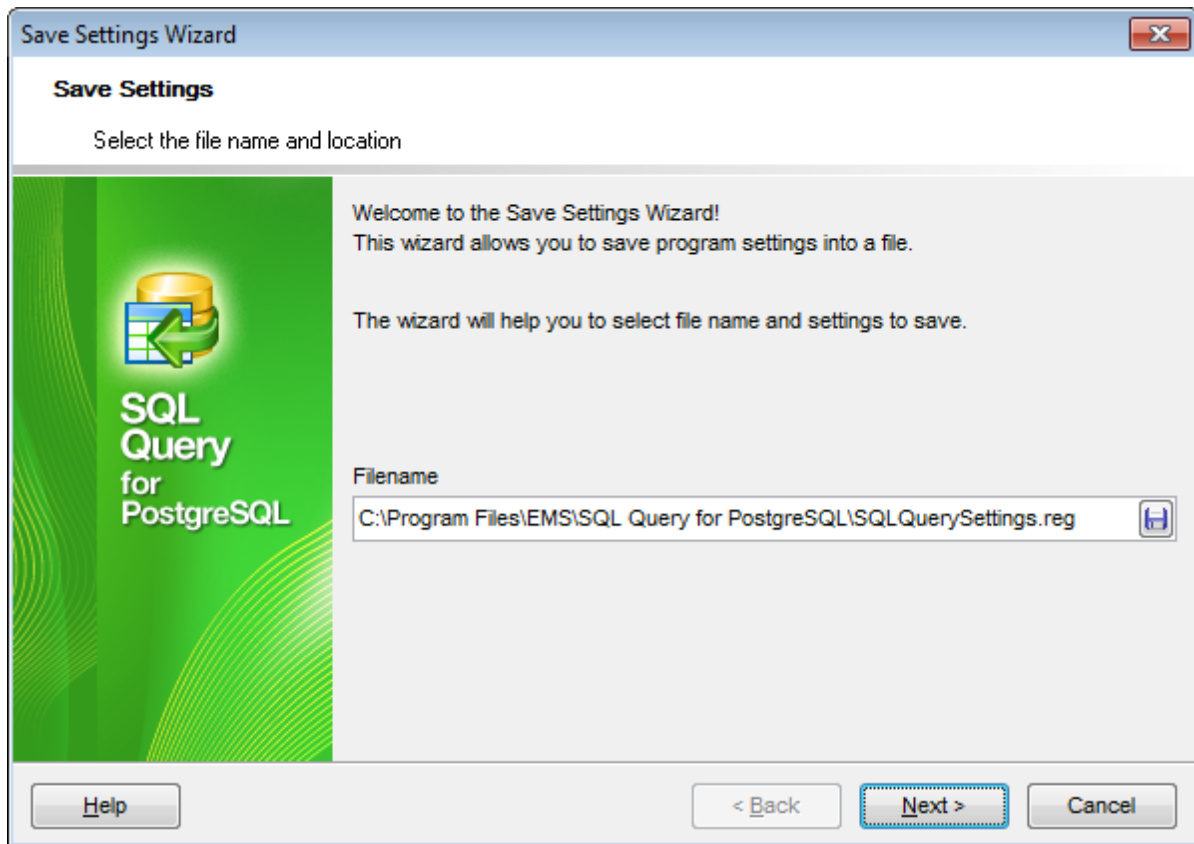 Save Settings Wizard
Save Settings
Select the file name and location
Welcome to the Save Settings Wizard!
This wizard allows you to save program settings into a file.
The wizard will help you to select file name and settings to save.
SQL
Query
for
PostgreSQL
Filename
C:\Program Files\EMS\SQL Query for PostgreSQL\SQLQuerySettings.reg
Help
< Back
Next >
Cancel